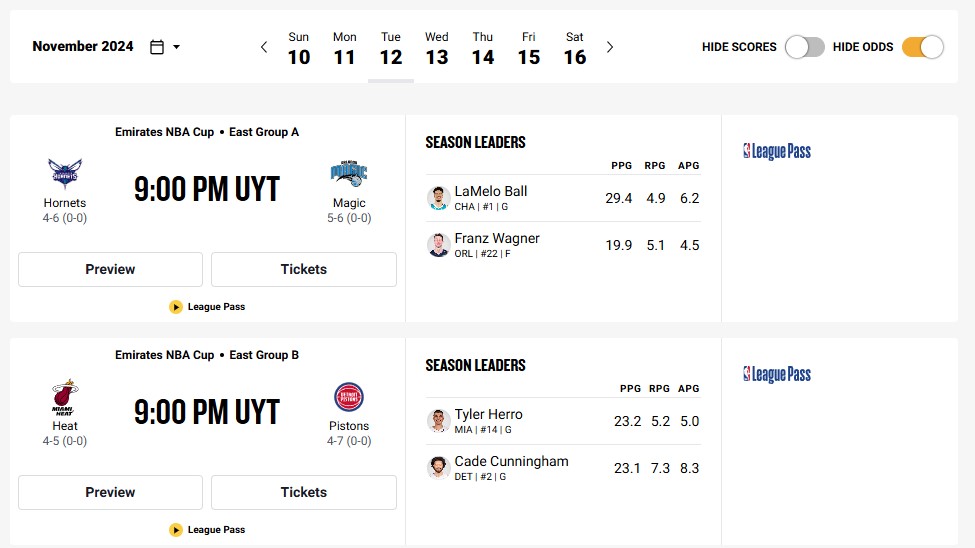 November 2024
Sun Mon Tue Wed Thu Fri Sat
10 11 12 13 14 15 16
HIDE SCORES HIDE ODDS
Emirates NBA Cup • East Group A
HORNETS
MAGIC
9:00 PM UYT
Hornets
4-6 (0-0)
Magic
5-6 (0-0)
Preview
Tickets
League Pass
SEASON LEADERS
PPG RPG APG
LaMelo Ball
CHA | #1 | G
29.4 4.9 6.2
Franz Wagner
ORL | #22 | F
19.9 5.1 4.5
League Pass
Emirates NBA Cup • East Group B
MIAMI
HEAT
9:00 PM UYT
DETROIT
PISTONS
Heat
4-5 (0-0)
Pistons
4-7 (0-0)
Preview
Tickets
League Pass
SEASON LEADERS
PPG RPG APG
Tyler Herro
MIA | #14 | G
23.2 5.2 5.0
Cade Cunningham
DET | #2 | G
23.1 7.3 8.3
League Pass